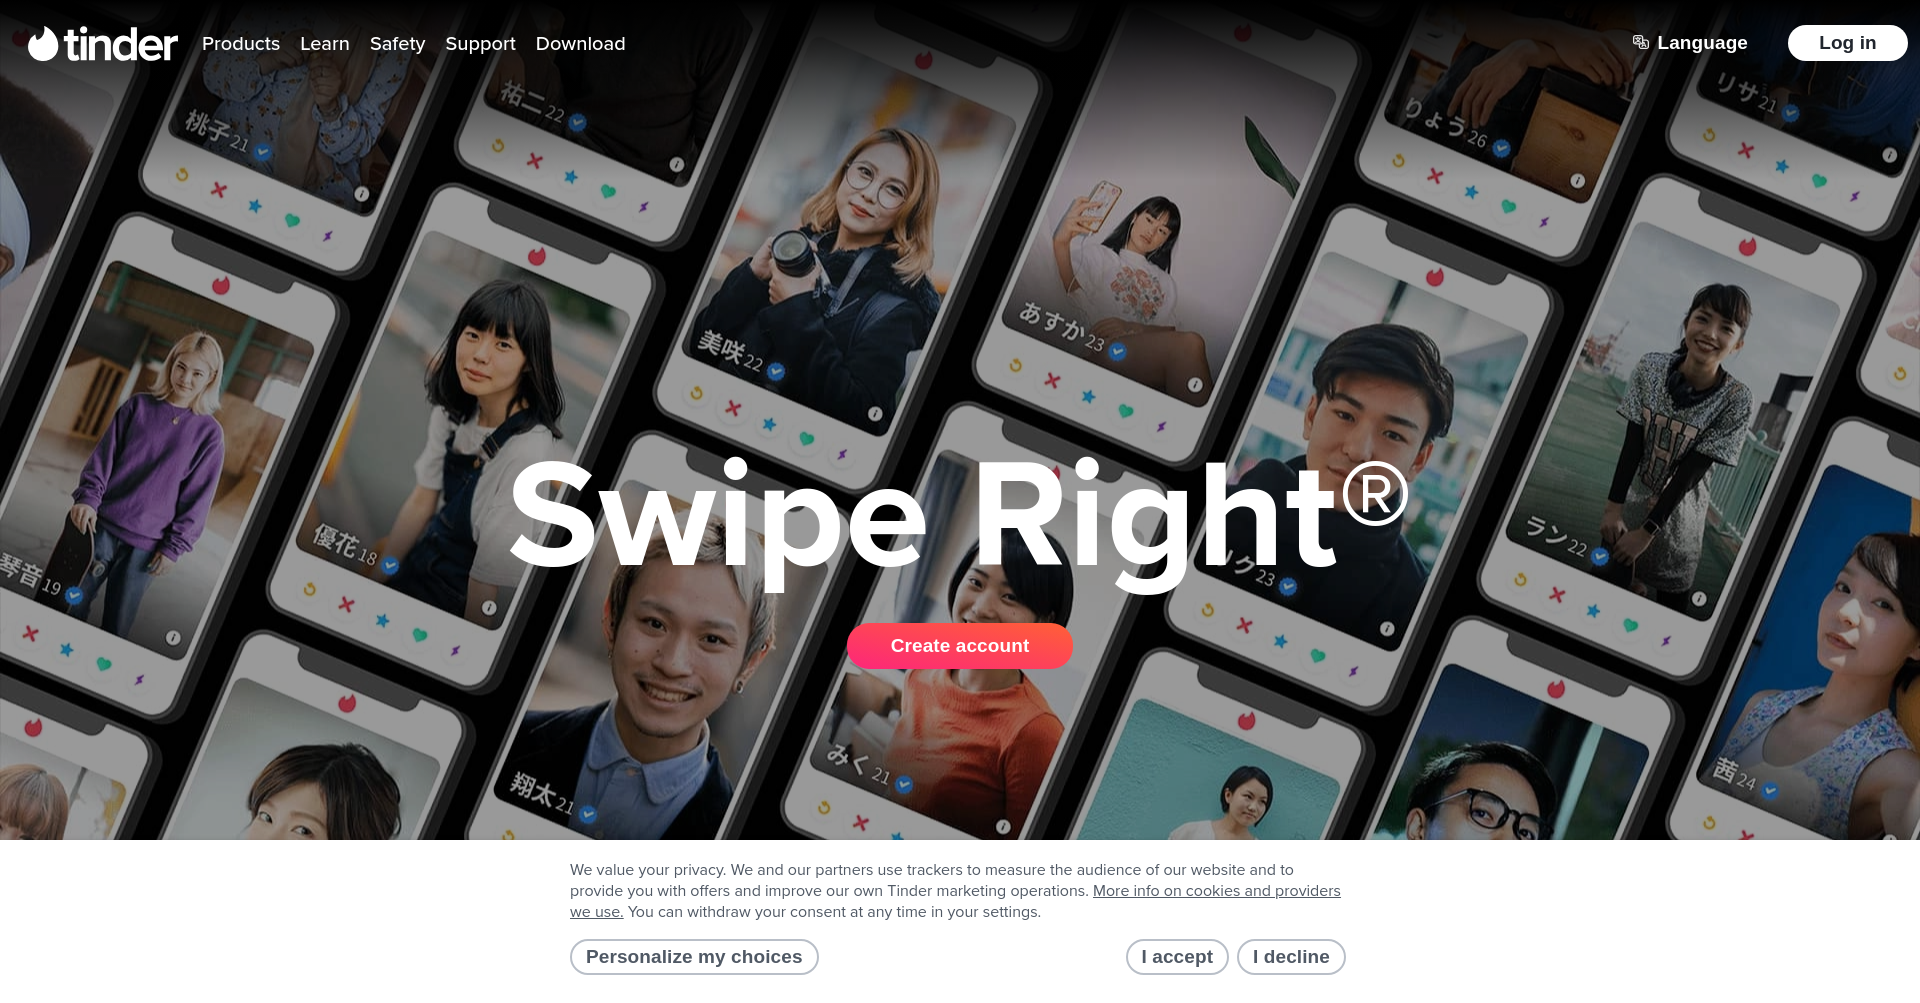 tinder
Products
Learn
Safety
Support
Download
Language
Log in
桃子 21
祐二 22
りょう 26
リサ 21
美咲 22
あすか 23
琴音 19
優花 18
ク 23
ラン 22
Swipe Right®
Create account
翔太 21
みく 21
茜 24
We value your privacy. We and our partners use trackers to measure the audience of our website and to
provide you with offers and improve our own Tinder marketing operations. More info on cookies and providers
we use. You can withdraw your consent at any time in your settings.
Personalize my choices
I accept
I decline